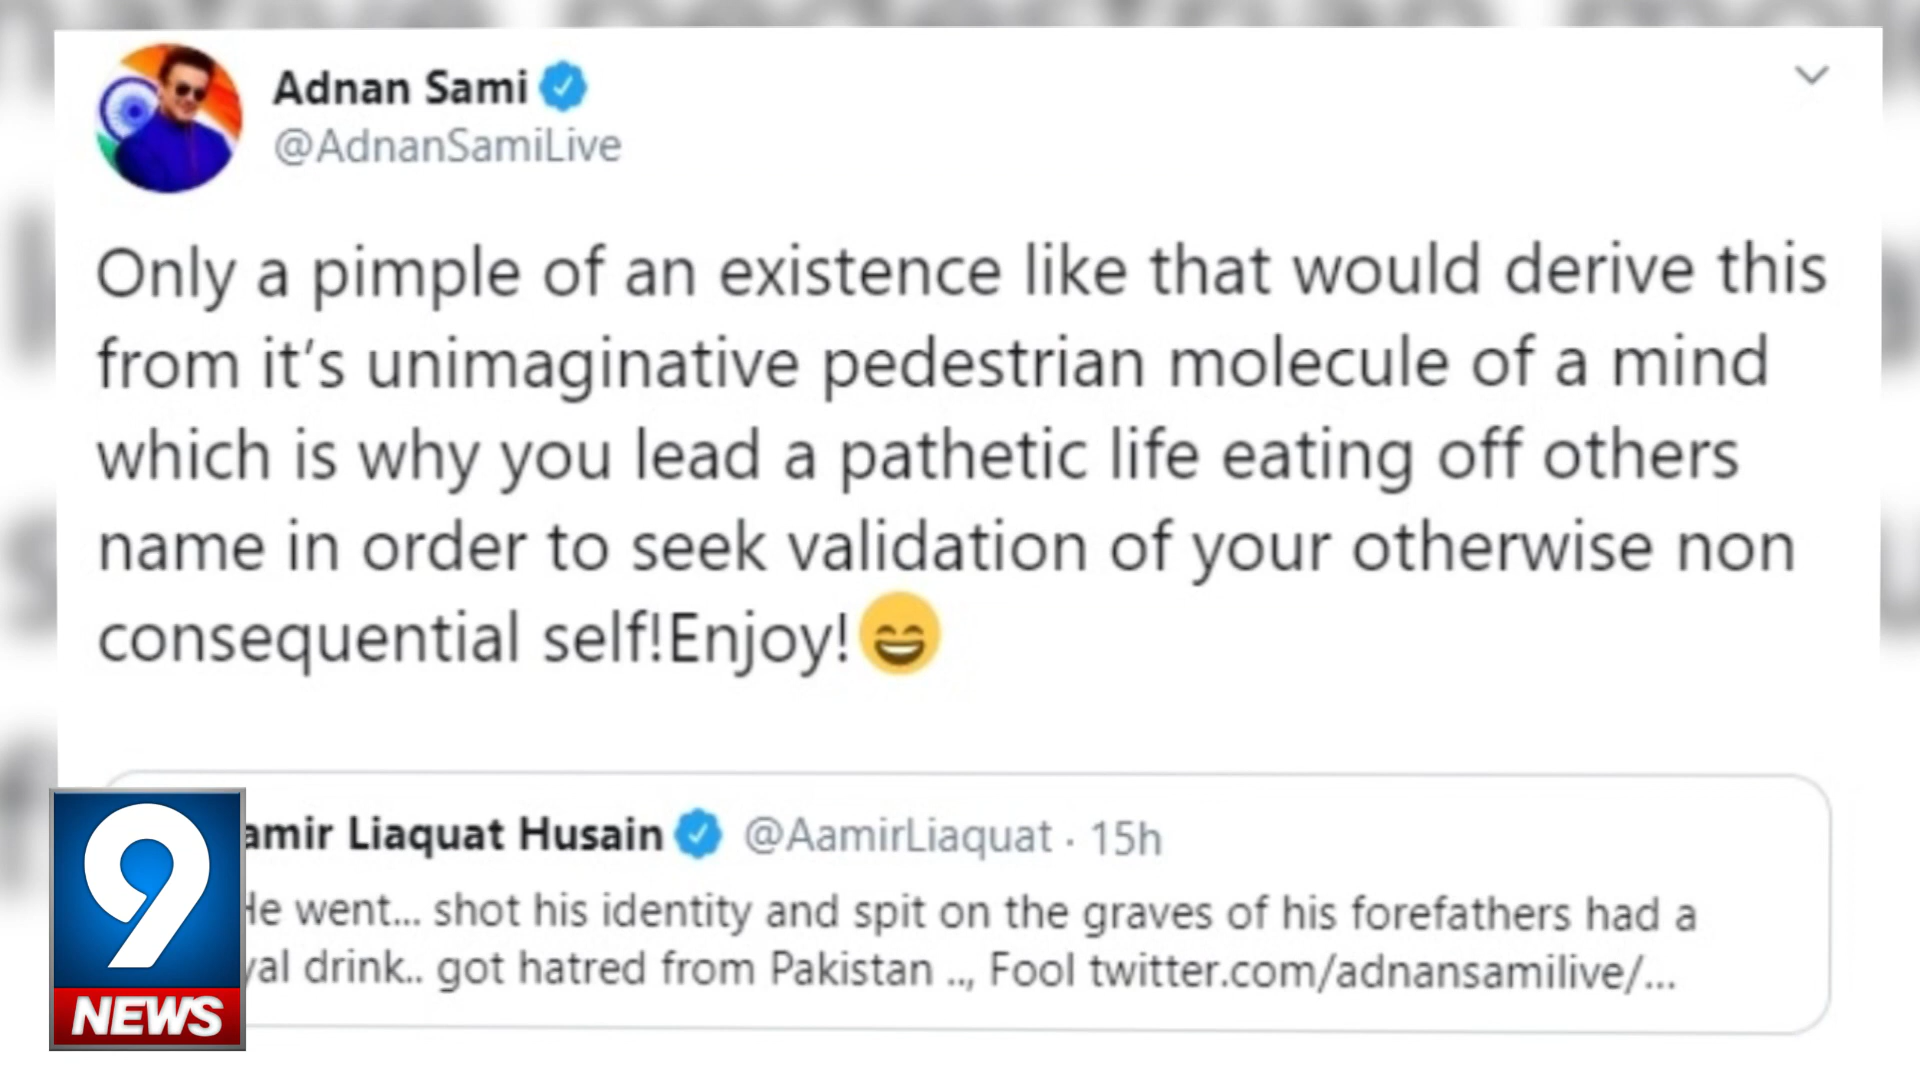 Adnan Sami
@AdnanSamiLive
Only a pimple of an existence like that would derive this
from it's unimaginative pedestrian molecule of a mind
which is why you lead a pathetic life eating off others
name in order to seek validation of your otherwise non
consequential self!Enjoy!😄
amir Liaquat Husain @AamirLiaquat · 15h
He went... shot his identity and spit on the graves of his forefathers had a
yal drink.. got hatred from Pakistan .., Fool twitter.com/adnansamilive/...
9
NEWS